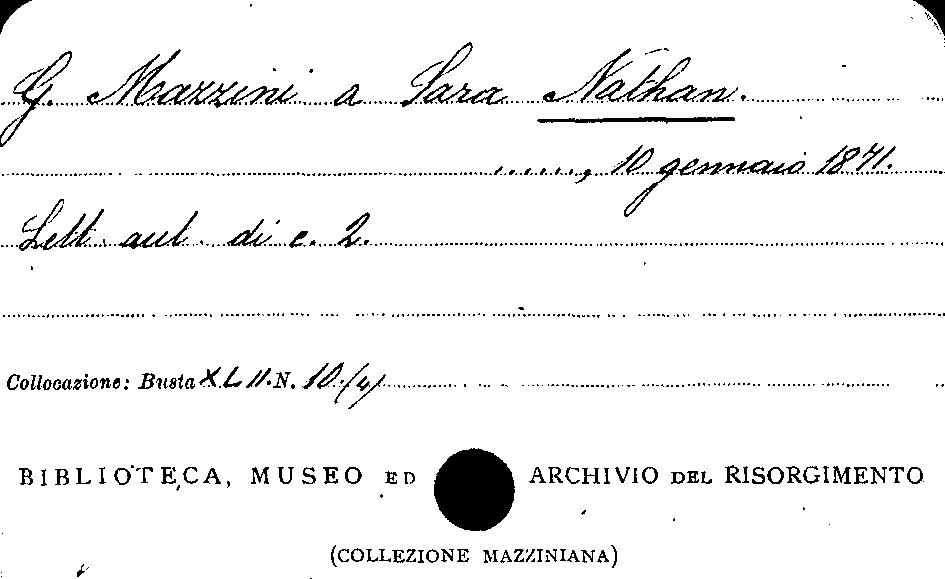 G. Mazzini a Sara Nathan.
......, 10 gennaio 1871.
Lett. aut. di c. 2.
Collocazione: Busta XLII. N. 10/4/
BIBLIOTECA, MUSEO ED ARCHIVIO DEL RISORGIMENTO
(COLLEZIONE MAZZINIANA)